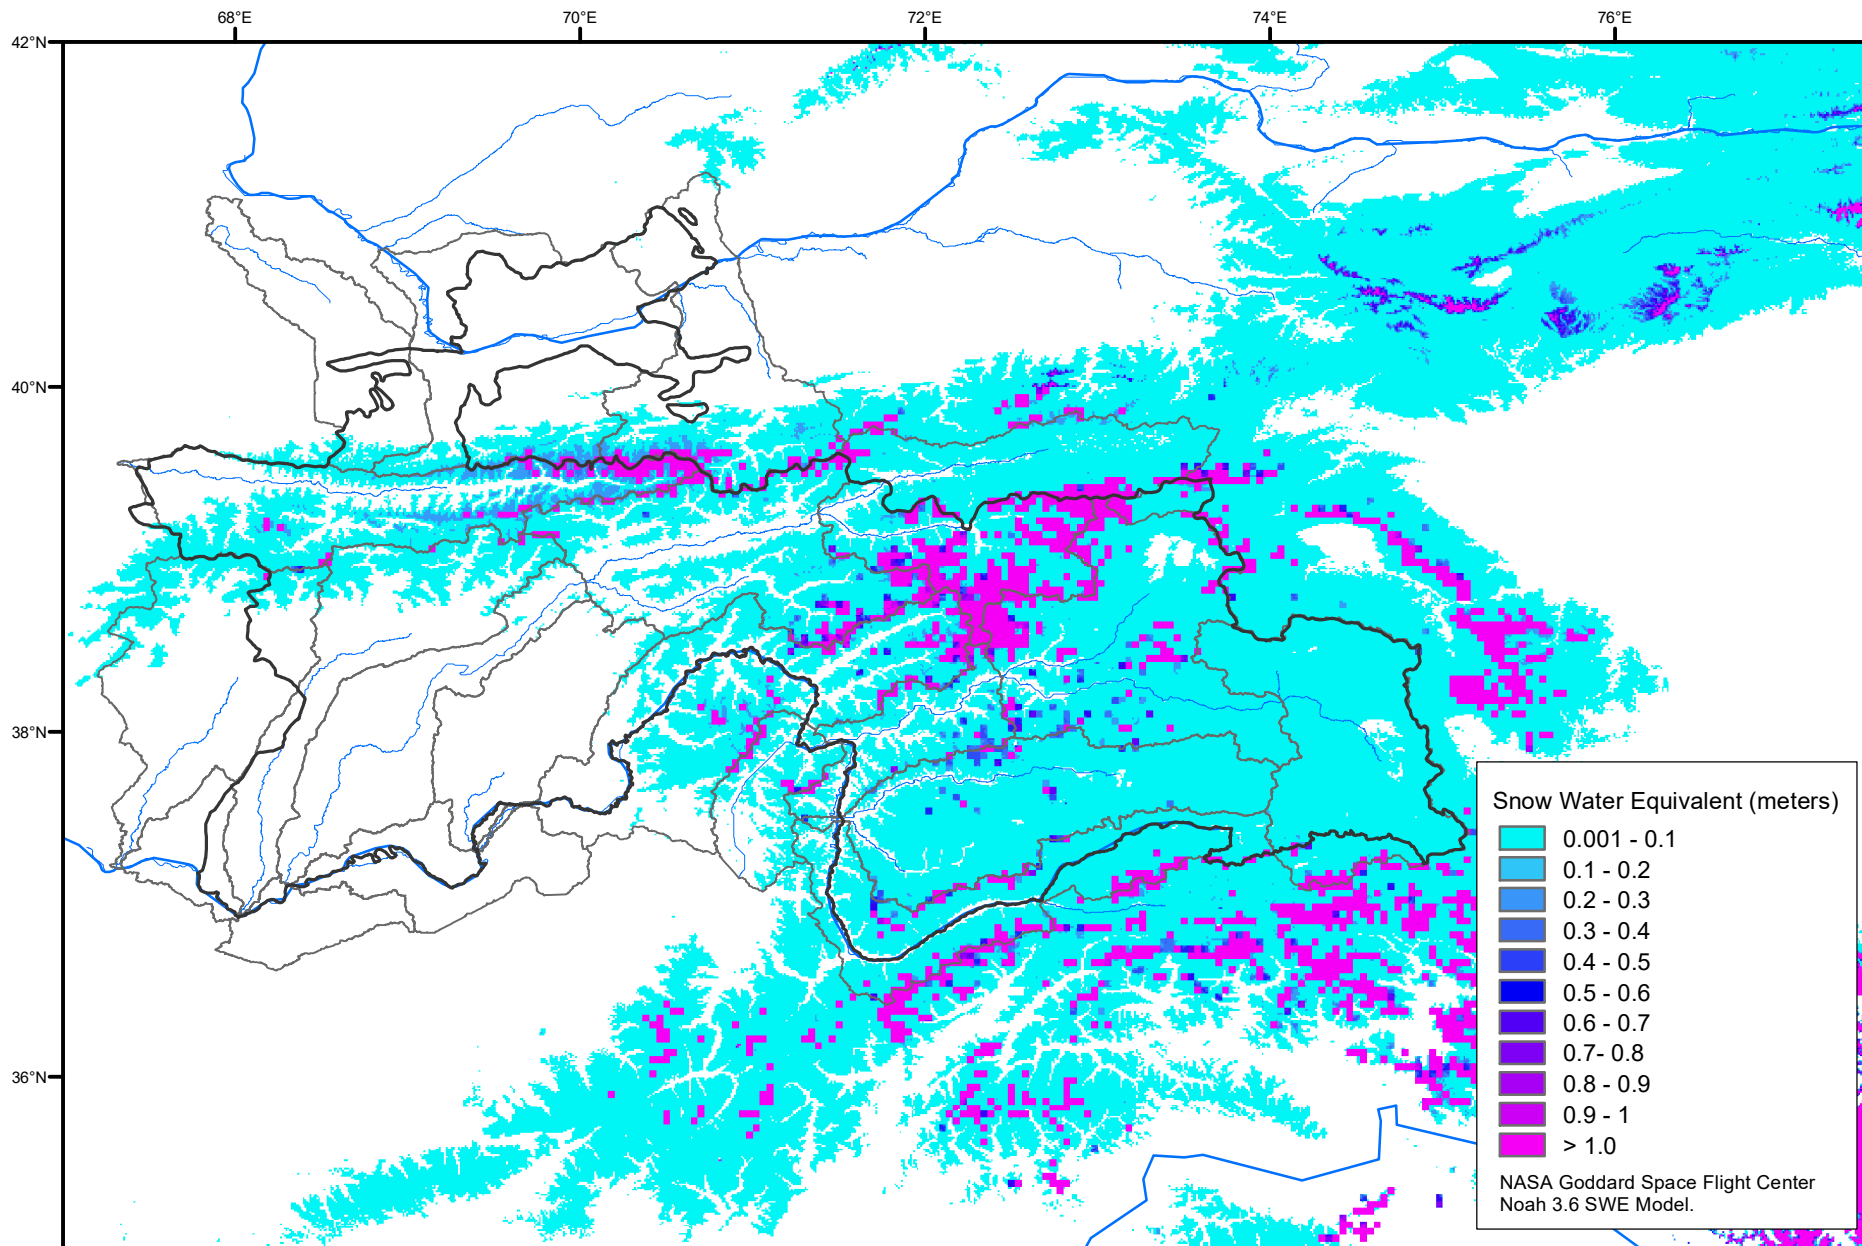 68°E 70°E 72°E 74°E 76°E
42°N
40°N
38°N
36°N
Snow Water Equivalent (meters)
0.001 - 0.1
0.1 - 0.2
0.2 - 0.3
0.3 - 0.4
0.4 - 0.5
0.5 - 0.6
0.6 - 0.7
0.7- 0.8
0.8 - 0.9
0.9 - 1
> 1.0
NASA Goddard Space Flight Center
Noah 3.6 SWE Model.